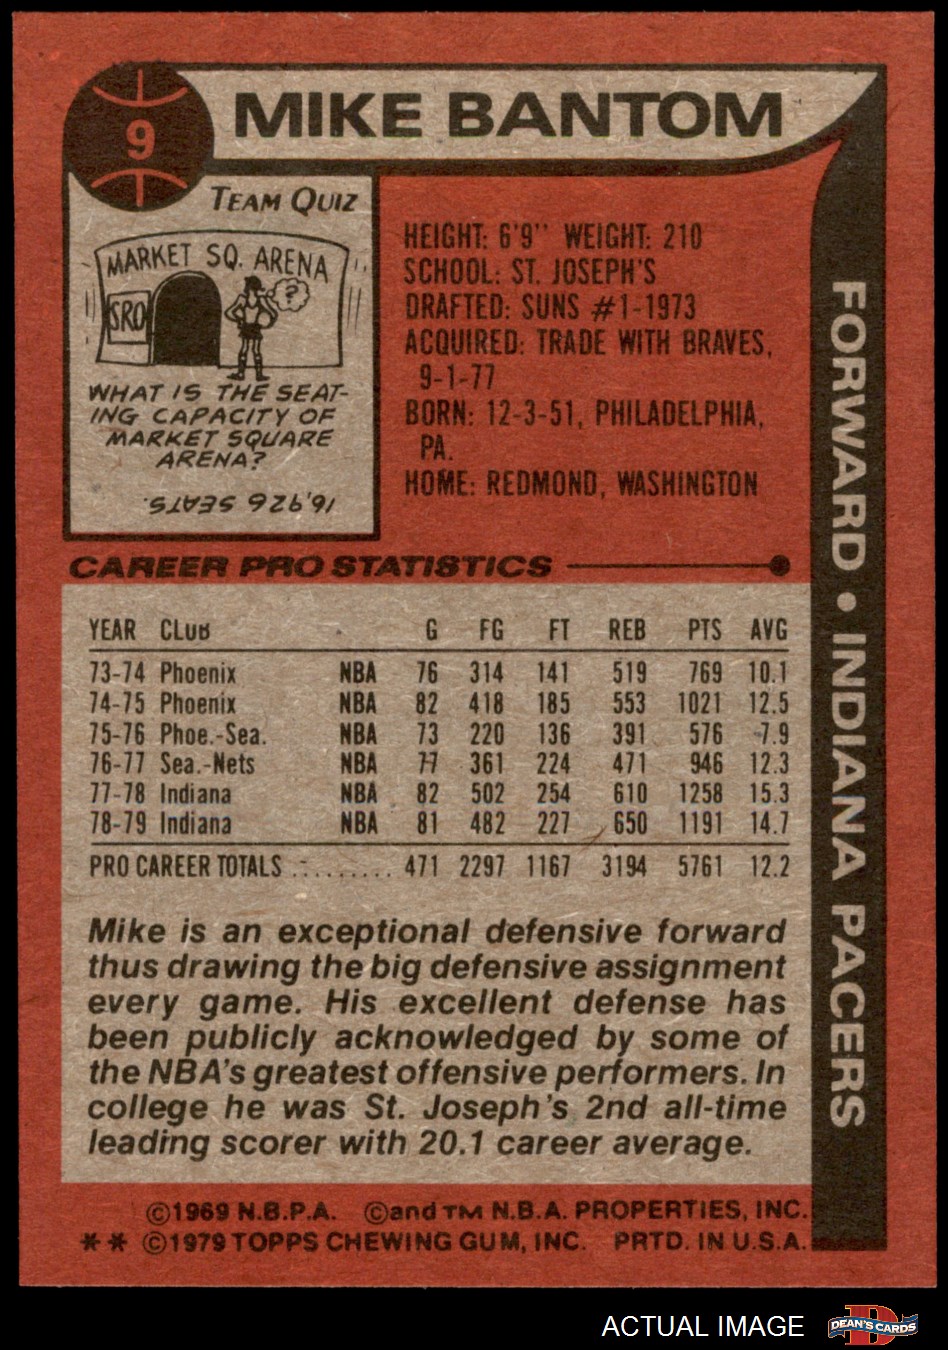 9
MIKE BANTOM
TEAM QUIZ
MARKET SQ. ARENA
SRO
?
WHAT IS THE SEAT-
ING CAPACITY OF
MARKET SQUARE
ARENA?
16,926 SEATS.
HEIGHT: 6'9" WEIGHT: 210
SCHOOL: ST. JOSEPH'S
DRAFTED: SUNS #1-1973
ACQUIRED: TRADE WITH BRAVES,
9-1-77
BORN: 12-3-51, PHILADELPHIA,
PA.
HOME: REDMOND, WASHINGTON
FORWARD • INDIANA PACERS
CAREER PRO STATISTICS
YEAR CLUB G FG FT REB PTS AVG
73-74 Phoenix NBA 76 314 141 519 769 10.1
74-75 Phoenix NBA 82 418 185 553 1021 12.5
75-76 Phoe.-Sea. NBA 73 220 136 391 576 7.9
76-77 Sea.-Nets NBA 77 361 224 471 946 12.3
77-78 Indiana NBA 82 502 254 610 1258 15.3
78-79 Indiana NBA 81 482 227 650 1191 14.7
PRO CAREER TOTALS .......... 471 2297 1167 3194 5761 12.2
Mike is an exceptional defensive forward
thus drawing the big defensive assignment
every game. His excellent defense has
been publicly acknowledged by some of
the NBA's greatest offensive performers. In
college he was St. Joseph's 2nd all-time
leading scorer with 20.1 career average.
©1969 N.B.P.A. ©and TM N.B.A. PROPERTIES, INC.
** ©1979 TOPPS CHEWING GUM, INC. PRTD. IN U.S.A.
ACTUAL IMAGE
D
DEAN'S CARDS